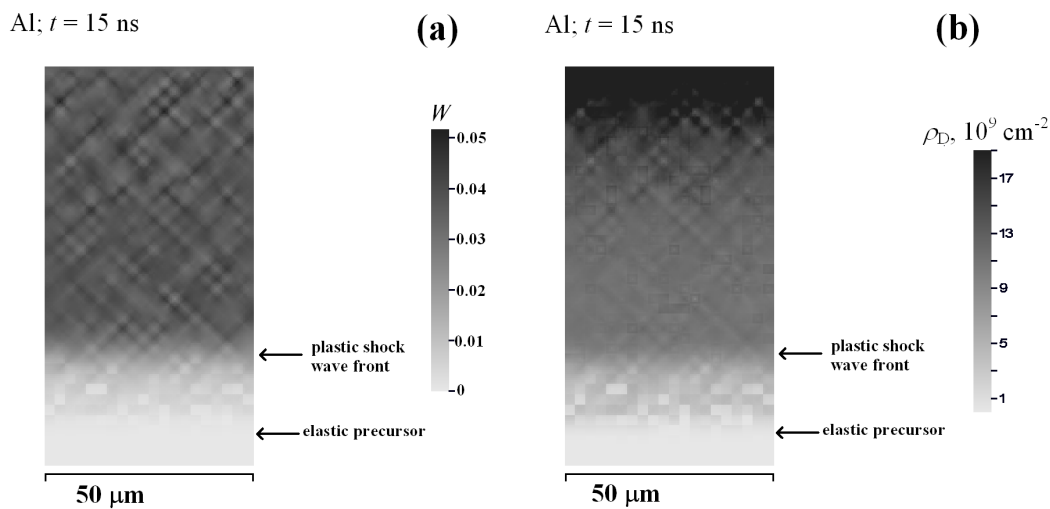 Al; t = 15 ns
(a)
W
0.05
0.03
0.02
0.01
0
plastic shock
wave front
elastic precursor
50 μm
Al; t = 15 ns
(b)
ρD, 10⁹ cm⁻²
17
13
9
5
1
plastic shock
wave front
elastic precursor
50 μm